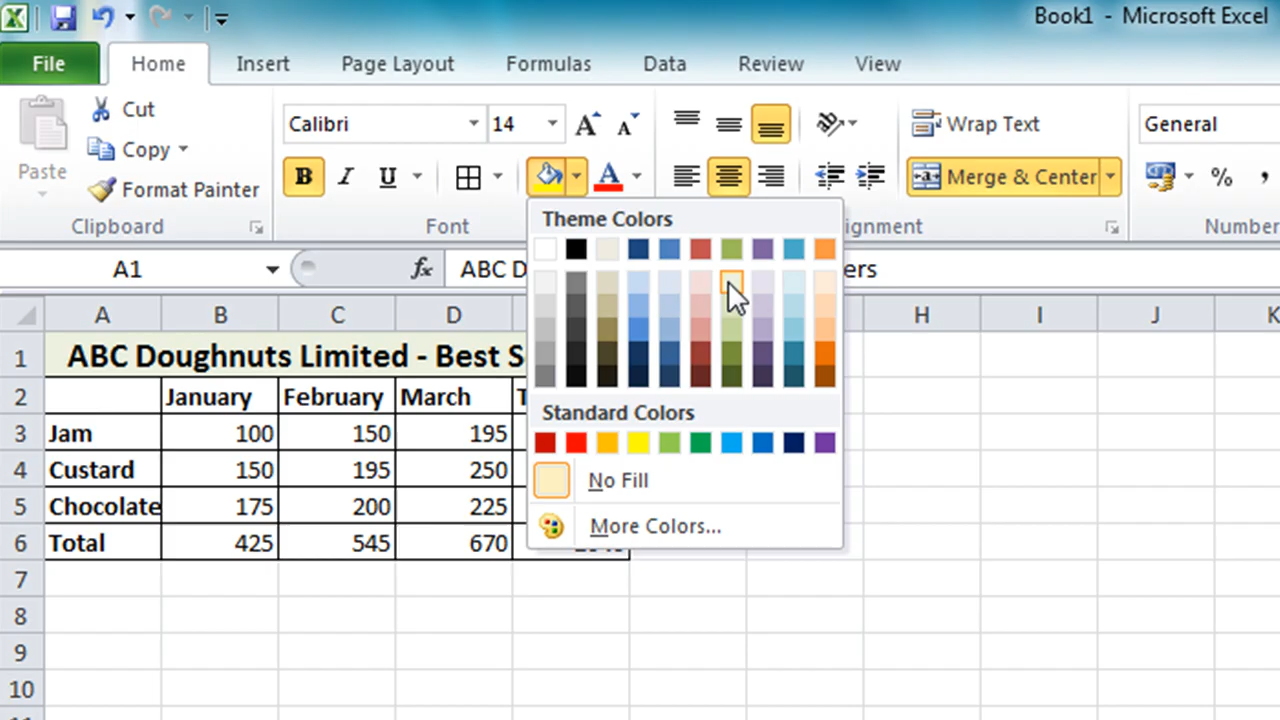 Book1 - Microsoft Excel
File Home Insert Page Layout Formulas Data Review View
Paste
Cut
Copy
Format Painter
Clipboard
Calibri 14
B I U A
Font
Wrap Text
Merge & Center
General
% ,
Theme Colors
Standard Colors
No Fill
More Colors...
A1 fx ABC
A B C D H I J K
1 ABC Doughnuts Limited - Best
2 January February March
3 Jam 100 150 195
4 Custard 150 195 250
5 Chocolate 175 200 225
6 Total 425 545 670
7
8
9
10